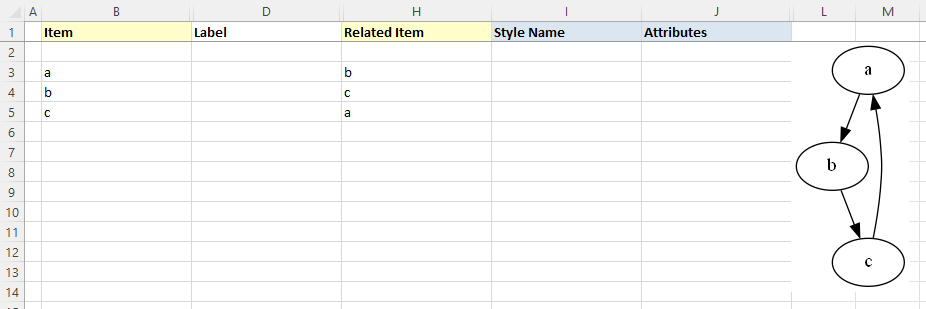 A B D H I J L M
1 Item Label Related Item Style Name Attributes
2
3 a b
4 b c
5 c a
6
7
8
9
10
11
12
13
14
a
b
c